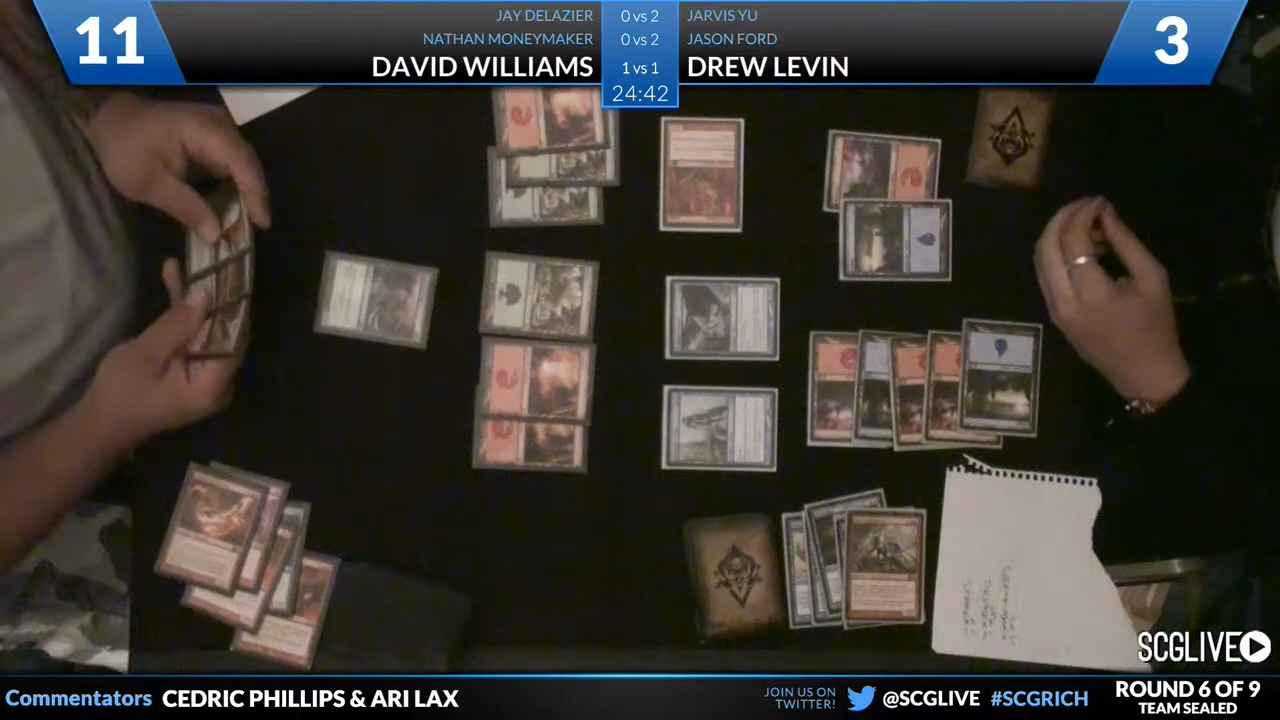 11
JAY DELAZIER 0 vs 2 JARVIS YU
NATHAN MONEYMAKER 0 vs 2 JASON FORD
DAVID WILLIAMS 1 vs 1 DREW LEVIN
24:42
3
SCGLIVE
Commentators CEDRIC PHILLIPS & ARI LAX
JOIN US ON
TWITTER!
@SCGLIVE #SCGRICH
ROUND 6 OF 9
TEAM SEALED